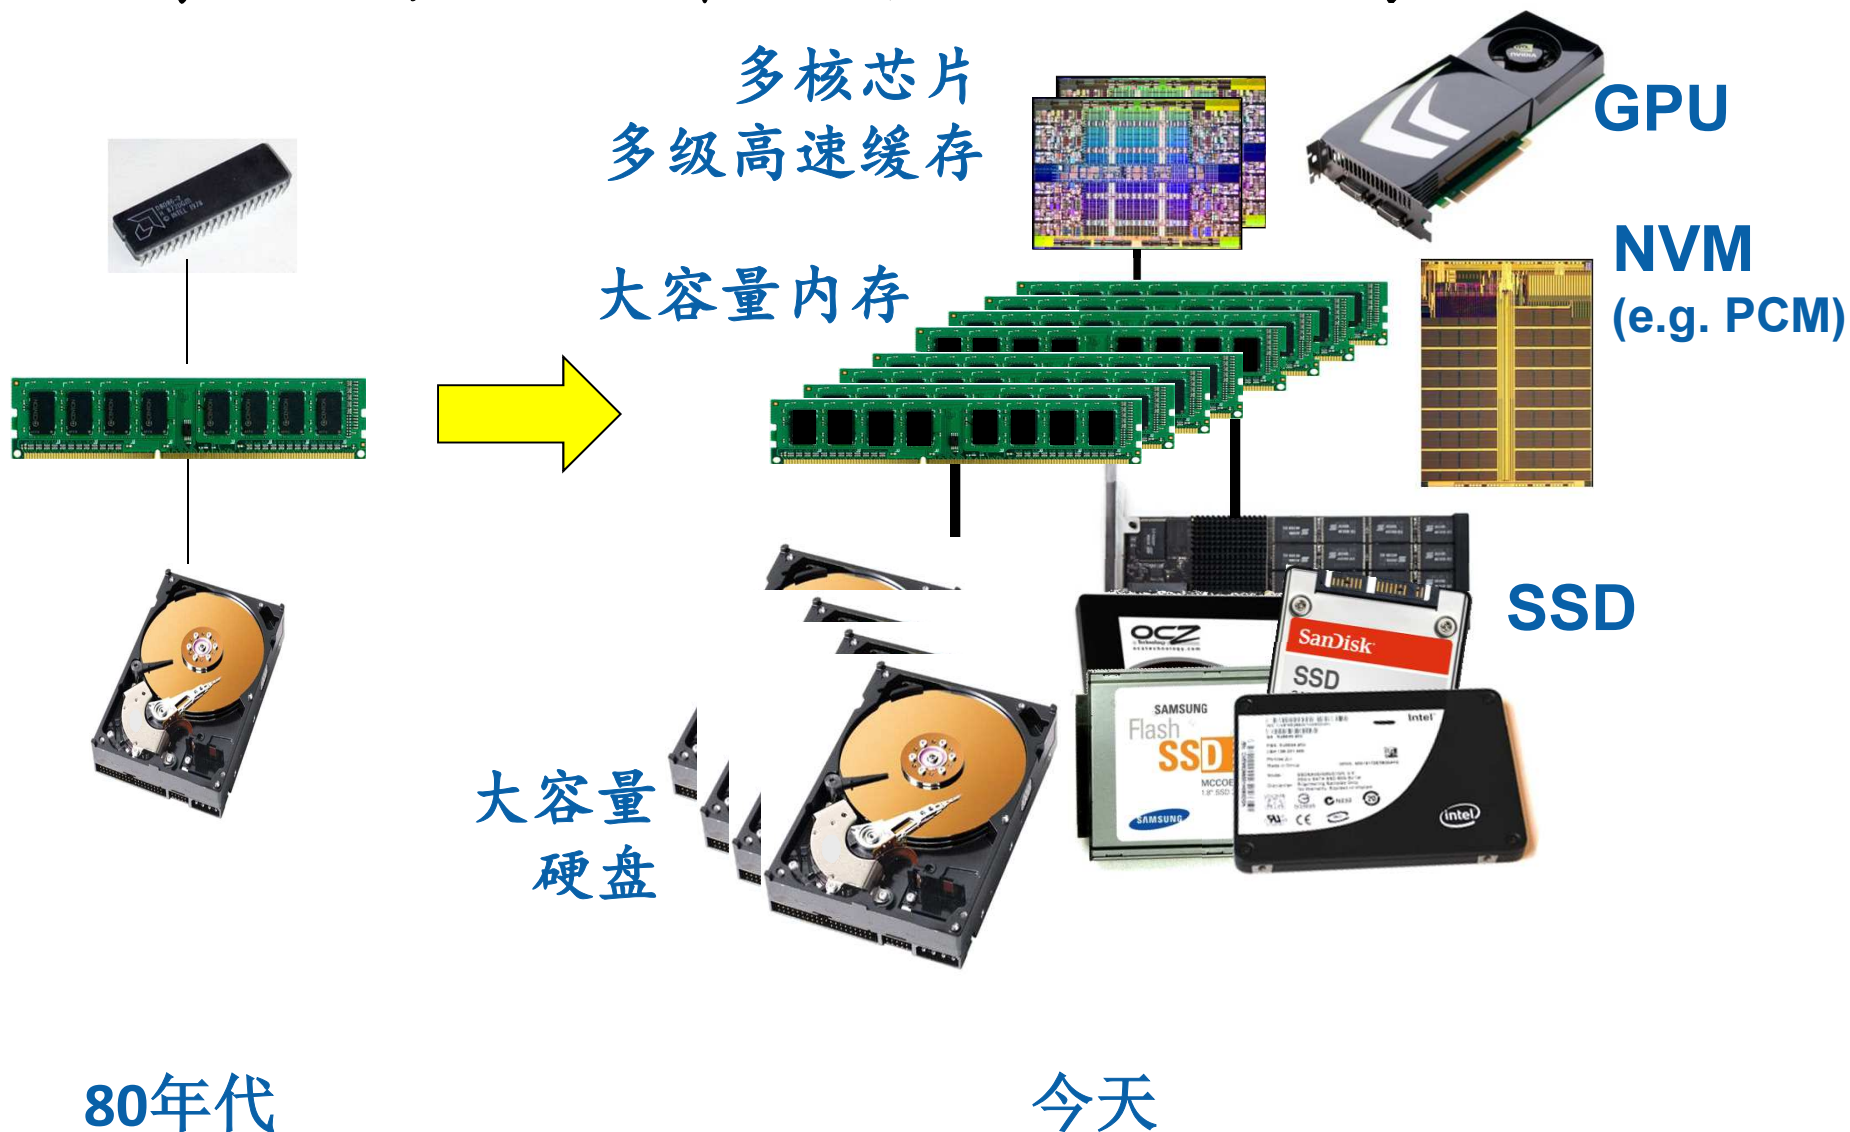 多核芯片
多级高速缓存
GPU
NVM
(e.g. PCM)
大容量内存
SSD
OCZ
SanDisk
SSD
SAMSUNG
Flash
SSD
MCCOE
SAMSUNG
intel
intel
大容量
硬盘
80年代
今天